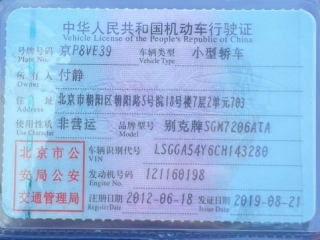 中华人民共和国机动车行驶证
Vehicle License of the People's Republic of China
号牌号码 京P8VE39 车辆类型 小型轿车
Plate No. Vehicle Type
所有人 付静
Owner
住址 北京市朝阳区朝阳路5号院18号楼7层2单元703
Address
使用性质 非营运 品牌型号 别克牌SGM7206ATA
Use Character Model
北京市公安局公安交通管理局
车辆识别代号 LSGGA54Y6CH143280
VIN
发动机号码 121160198
Engine No.
注册日期 2012-06-18 发证日期 2019-08-21
Register Date Issue Date